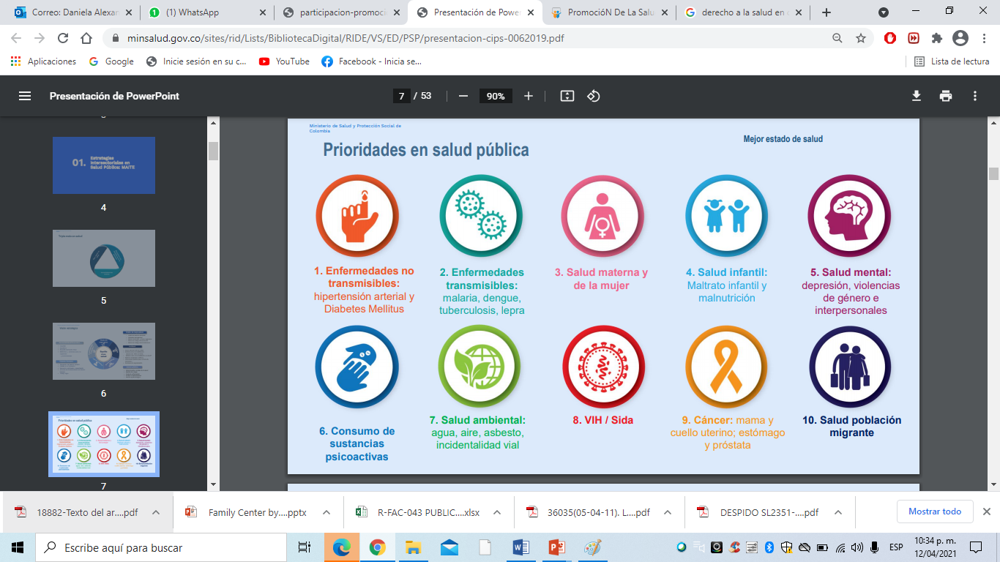 Correo: Daniela Alexan
(1) WhatsApp
participacion-promoci
Presentación de Powe
PromocióN De La Salu
derecho a la salud en
minsalud.gov.co/sites/rid/Lists/BibliotecaDigital/RIDE/VS/ED/PSP/presentacion-cips-0062019.pdf
Aplicaciones
Google
Inicie sesión en su c...
YouTube
Facebook - Inicia se...
Lista de lectura
Presentación de PowerPoint
7 / 53
90%
01. Estrategias
Intersectoriales en
Salud Pública: MAITE
4
5
6
7
Ministerio de Salud y Protección Social de
Colombia
Prioridades en salud pública
Mejor estado de salud
1. Enfermedades no
transmisibles:
hipertensión arterial y
Diabetes Mellitus
2. Enfermedades
transmisibles:
malaria, dengue,
tuberculosis, lepra
3. Salud materna y
de la mujer
4. Salud infantil:
Maltrato infantil y
malnutrición
5. Salud mental:
depresión, violencias
de género e
interpersonales
6. Consumo de
sustancias
psicoactivas
7. Salud ambiental:
agua, aire, asbesto,
incidentalidad vial
8. VIH / Sida
9. Cáncer: mama y
cuello uterino; estómago
y próstata
10. Salud población
migrante
18882-Texto del ar....pdf
Family Center by....pptx
R-FAC-043 PUBLIC....xlsx
36035(05-04-11). L....pdf
DESPIDO SL2351-....pdf
Mostrar todo
Escribe aquí para buscar
ESP
10:34 p. m.
12/04/2021